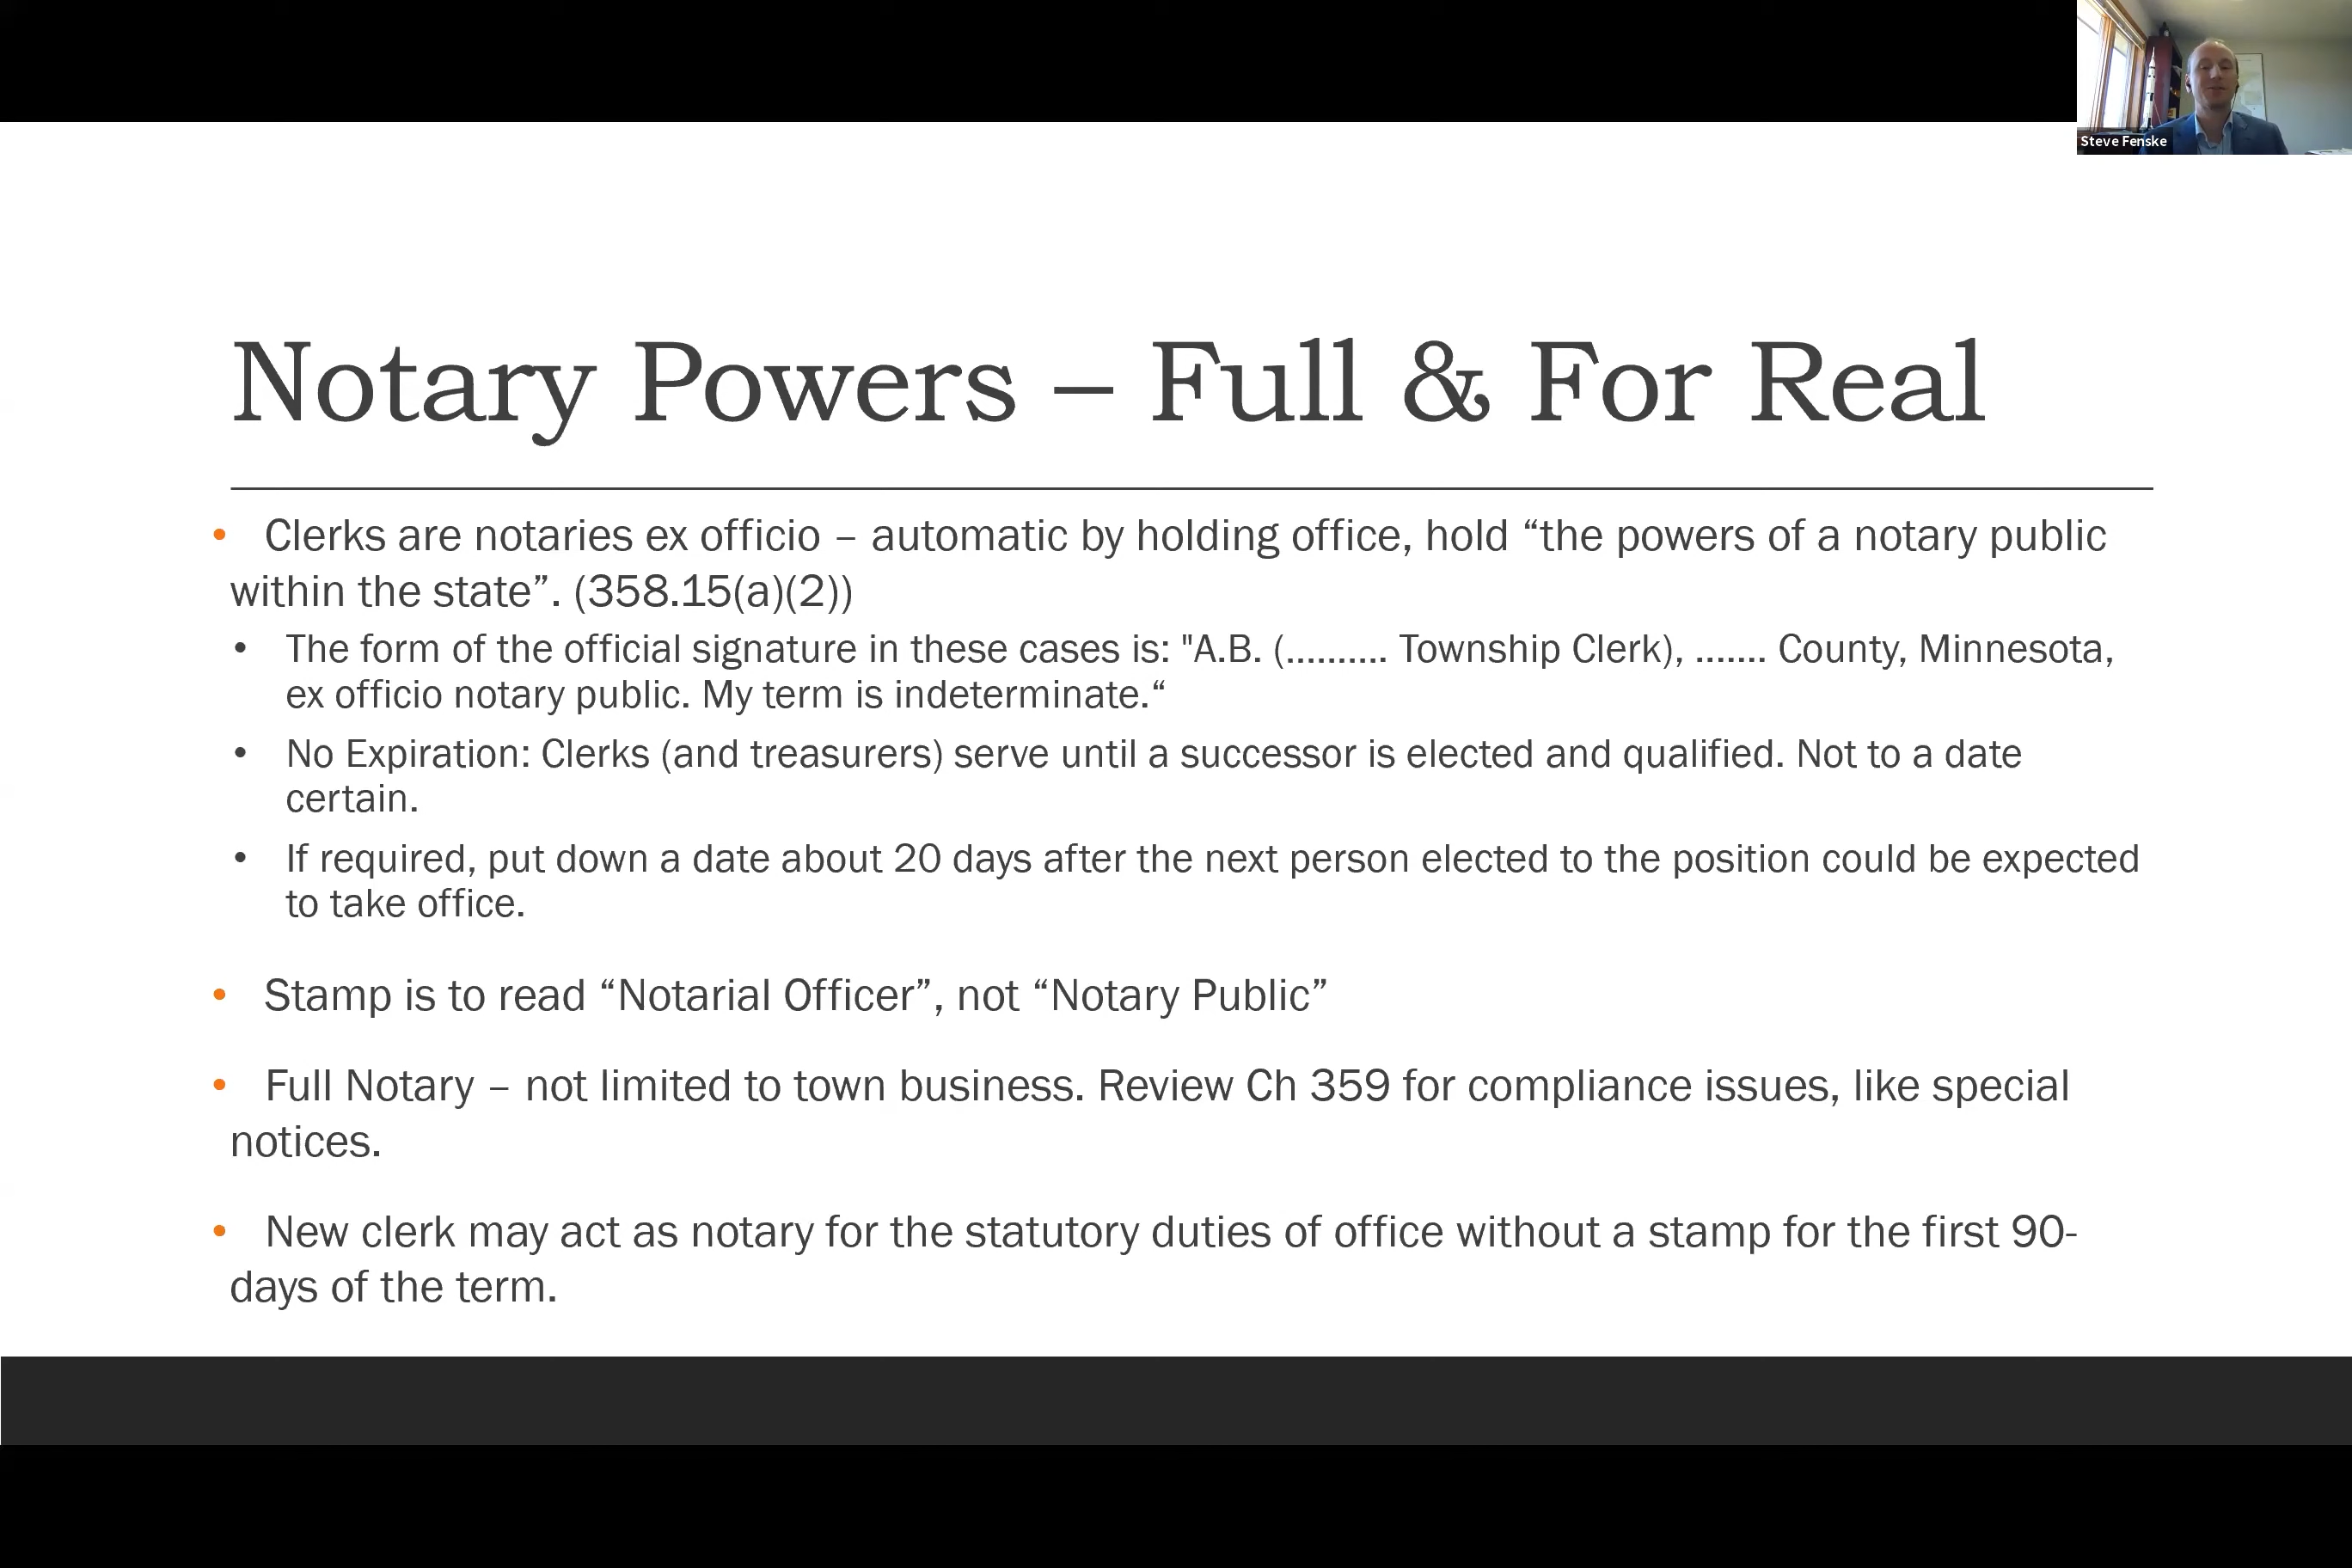 Steve Fenske
Notary Powers – Full & For Real
• Clerks are notaries ex officio – automatic by holding office, hold “the powers of a notary public
within the state”. (358.15(a)(2))
• The form of the official signature in these cases is: "A.B. (.......... Township Clerk), ....... County, Minnesota,
ex officio notary public. My term is indeterminate.“
• No Expiration: Clerks (and treasurers) serve until a successor is elected and qualified. Not to a date
certain.
• If required, put down a date about 20 days after the next person elected to the position could be expected
to take office.
• Stamp is to read “Notarial Officer”, not “Notary Public”
• Full Notary – not limited to town business. Review Ch 359 for compliance issues, like special
notices.
• New clerk may act as notary for the statutory duties of office without a stamp for the first 90-
days of the term.